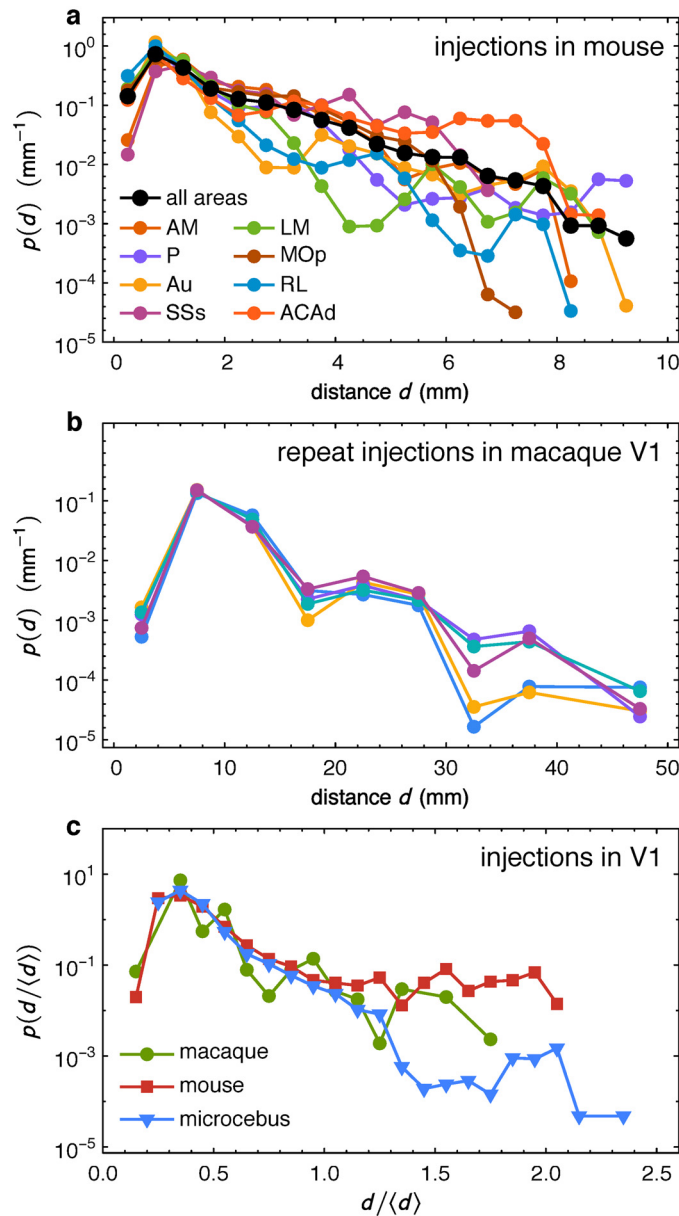 a
injections in mouse
p(d) (mm⁻¹)
10⁰
10⁻¹
10⁻²
10⁻³
10⁻⁴
10⁻⁵
all areas
AM LM
P MOp
Au RL
SSs ACAd
0 2 4 6 8 10
distance d (mm)
b
repeat injections in macaque V1
p(d) (mm⁻¹)
10⁻¹
10⁻²
10⁻³
10⁻⁴
10⁻⁵
0 10 20 30 40 50
distance d (mm)
c
injections in V1
p(d/⟨d⟩)
10¹
10⁻¹
10⁻³
10⁻⁵
macaque
mouse
microcebus
0.0 0.5 1.0 1.5 2.0 2.5
d/⟨d⟩